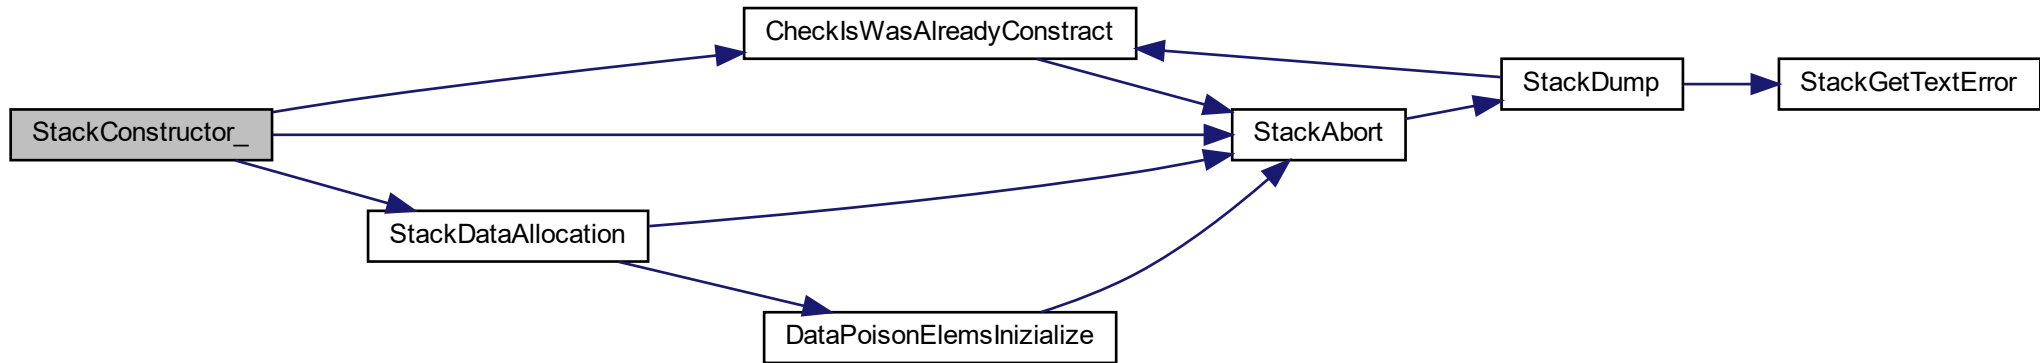 CheckIsWasAlreadyConstract
StackDump
StackGetTextError
StackConstructor_
StackAbort
StackDataAllocation
DataPoisonElemsInizialize